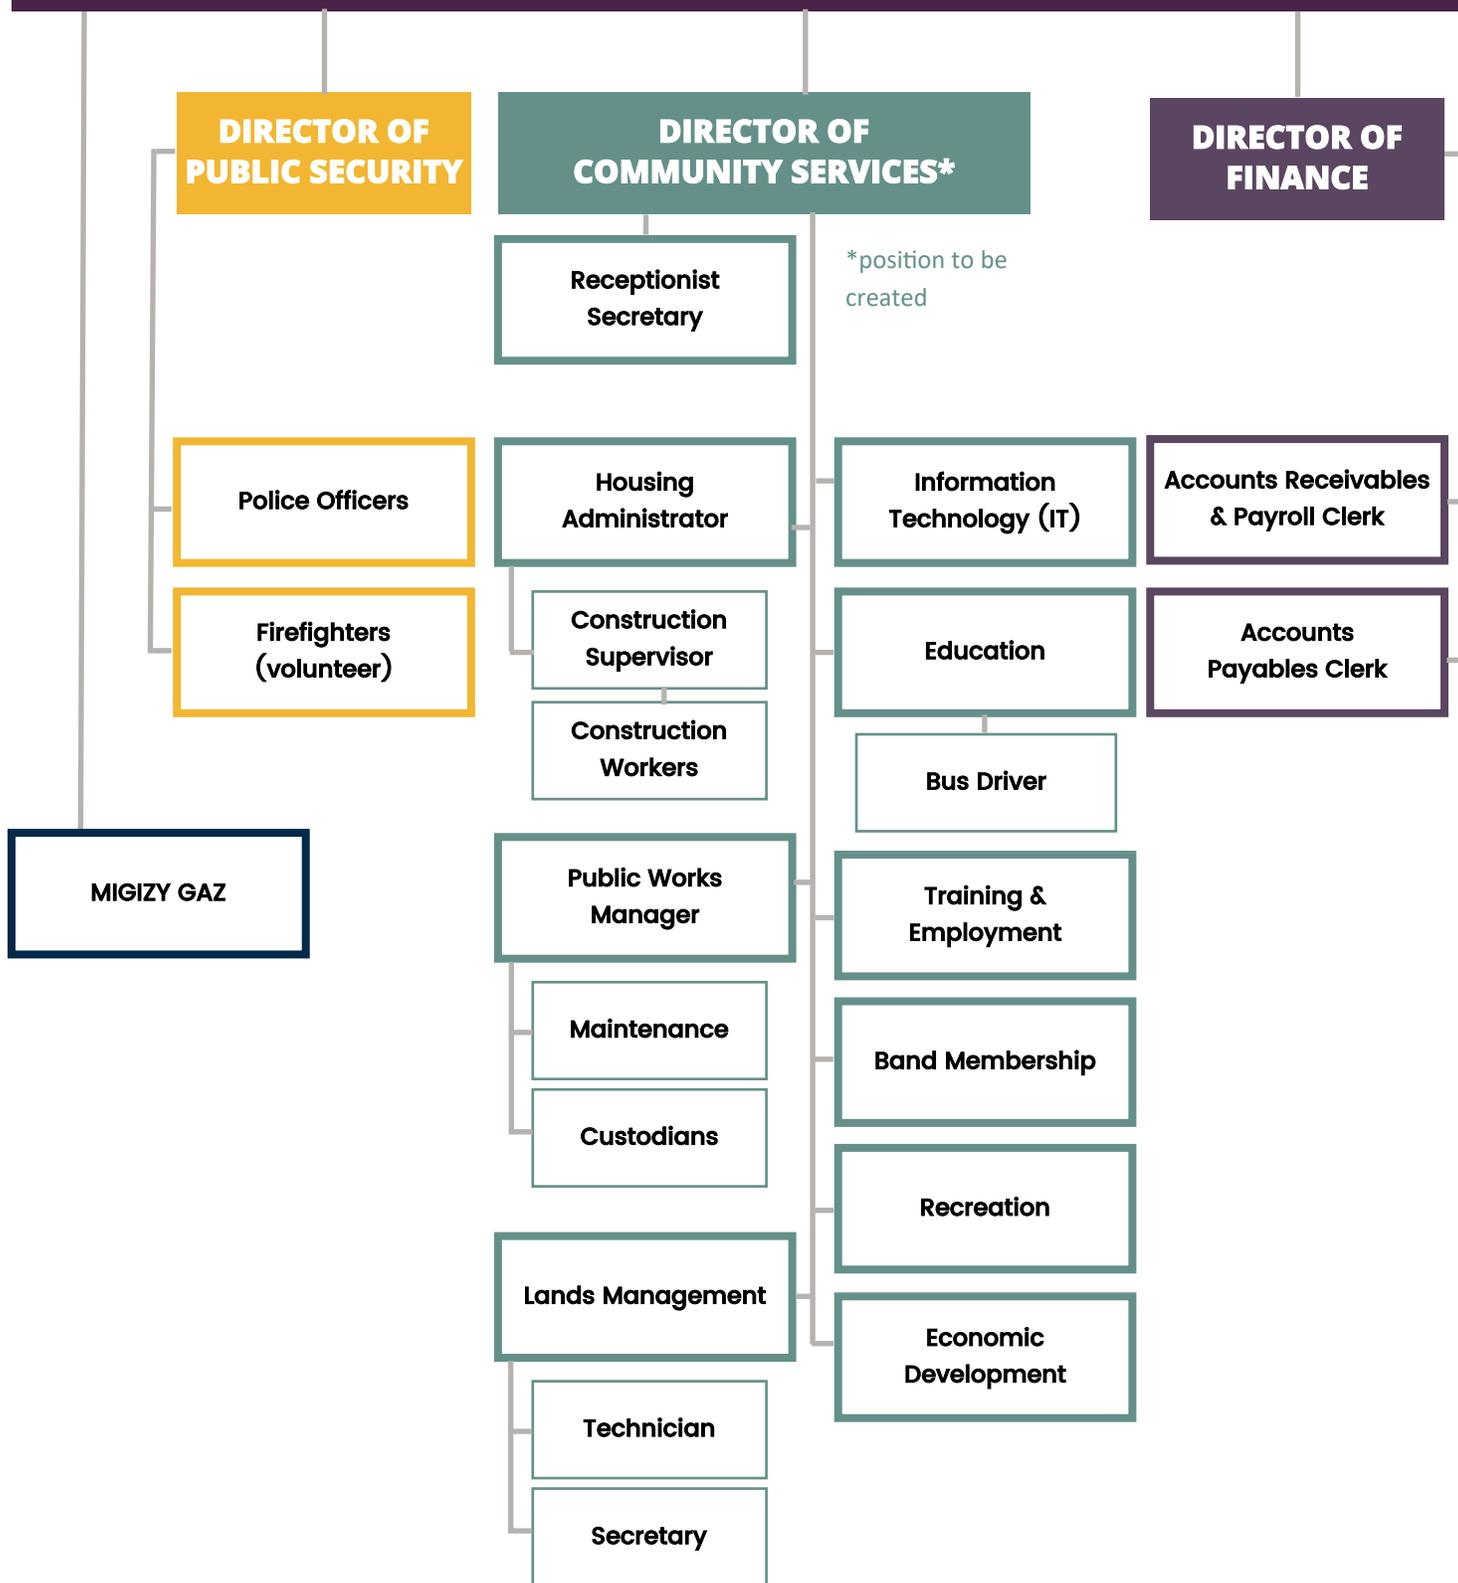 DIRECTOR OF
PUBLIC SECURITY
DIRECTOR OF
COMMUNITY SERVICES*
DIRECTOR OF
FINANCE
Receptionist
Secretary
*position to be
created
Police Officers
Firefighters
(volunteer)
MIGIZY GAZ
Housing
Administrator
Construction
Supervisor
Construction
Workers
Public Works
Manager
Maintenance
Custodians
Lands Management
Technician
Secretary
Information
Technology (IT)
Education
Bus Driver
Training &
Employment
Band Membership
Recreation
Economic
Development
Accounts Receivables
& Payroll Clerk
Accounts
Payables Clerk